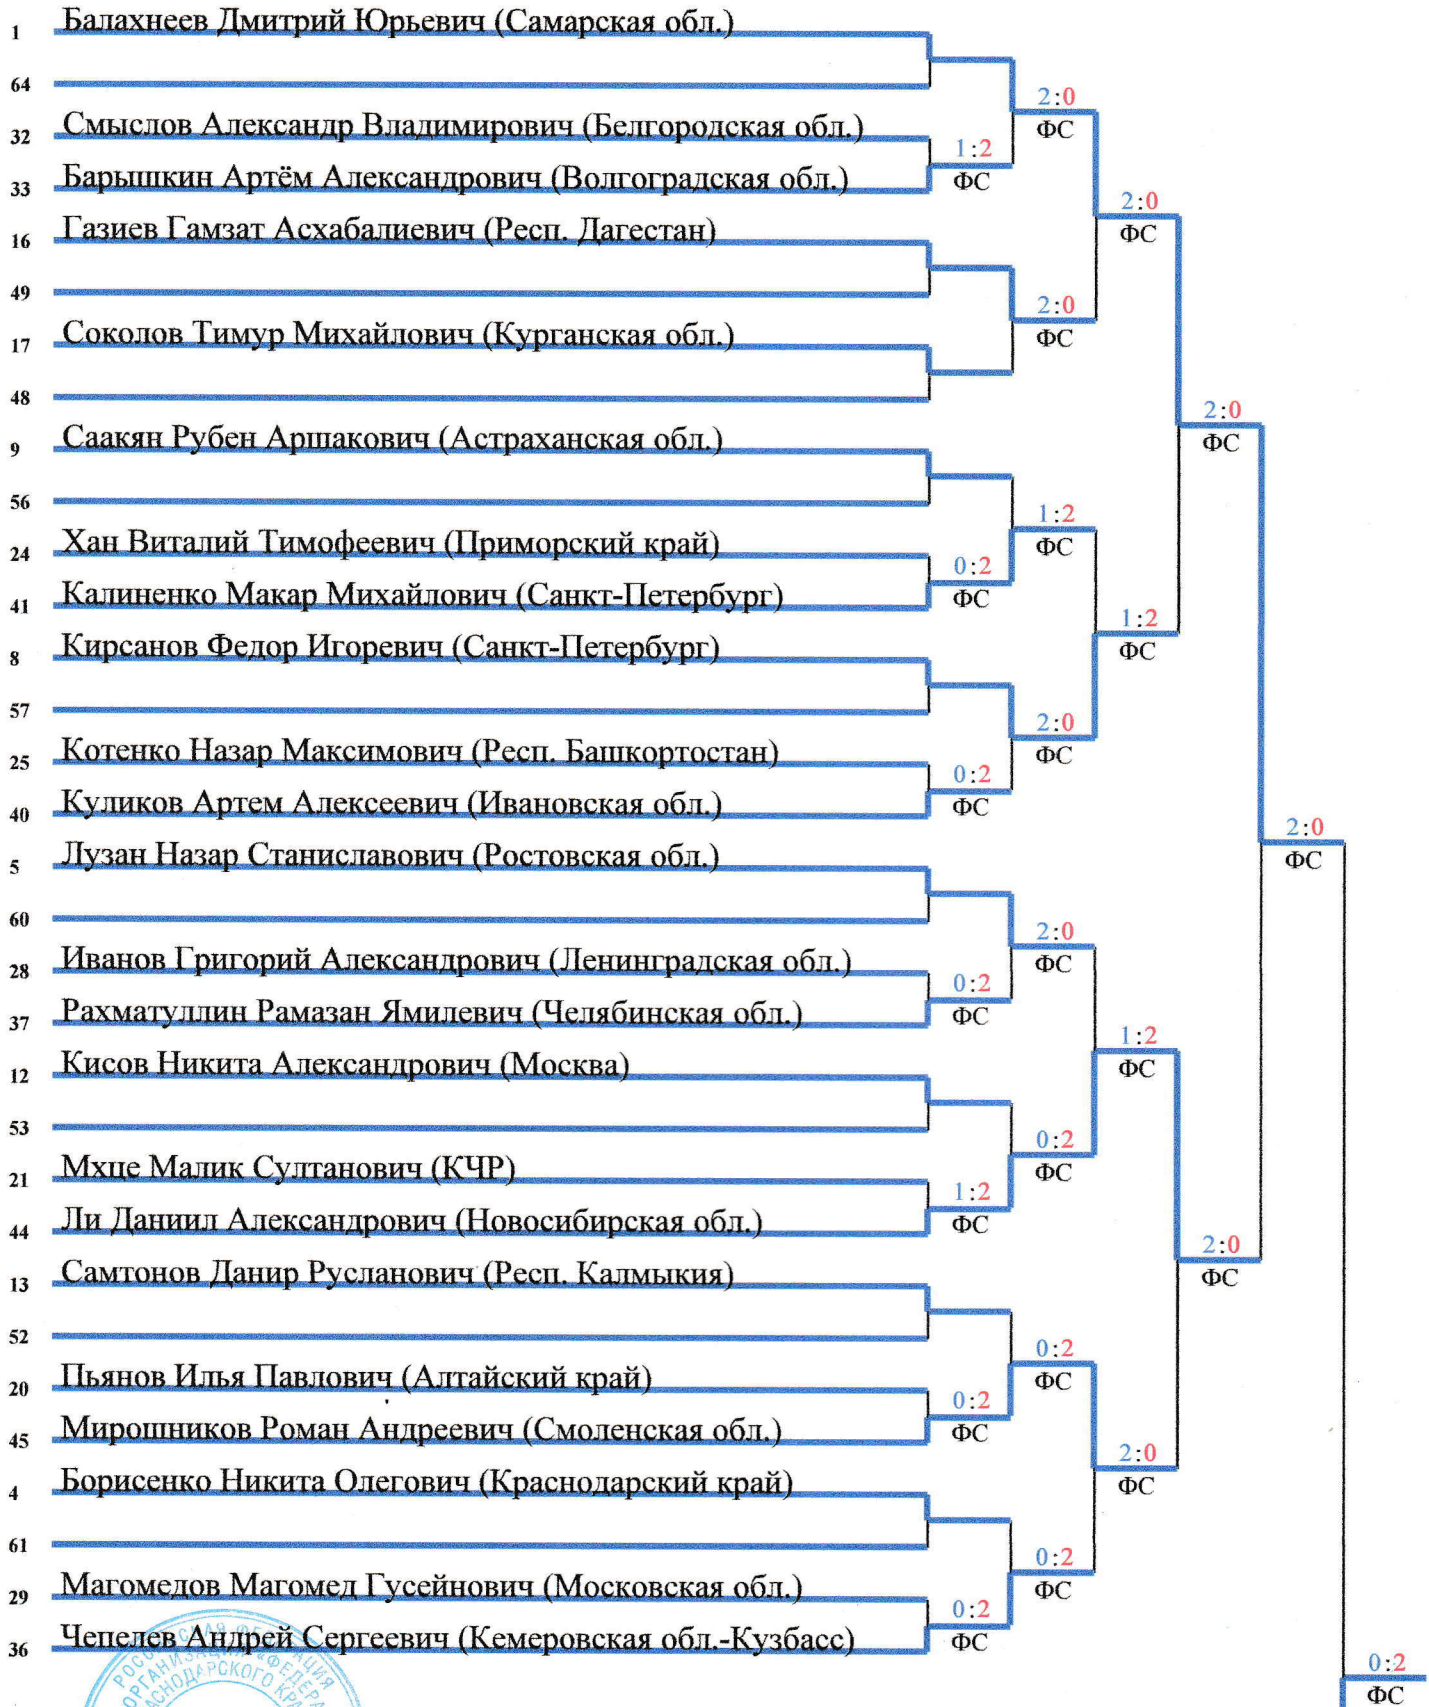 1 Балахнеев Дмитрий Юрьевич (Самарская обл.)
64
2:0
32 Смыслов Александр Владимирович (Белгородская обл.)
ФС
1:2
33 Барышкин Артём Александрович (Волгоградская обл.)
ФС
2:0
16 Газиев Гамзат Асхабалиевич (Респ. Дагестан)
ФС
49
2:0
17 Соколов Тимур Михайлович (Курганская обл.)
ФС
48
2:0
9 Саакян Рубен Аршакович (Астраханская обл.)
ФС
56
1:2
24 Хан Виталий Тимофеевич (Приморский край)
ФС
0:2
41 Калиненко Макар Михайлович (Санкт-Петербург)
ФС
1:2
8 Кирсанов Федор Игоревич (Санкт-Петербург)
ФС
57
2:0
25 Котенко Назар Максимович (Респ. Башкортостан)
ФС
0:2
40 Куликов Артем Алексеевич (Ивановская обл.)
ФС
2:0
5 Лузан Назар Станиславович (Ростовская обл.)
ФС
60
2:0
28 Иванов Григорий Александрович (Ленинградская обл.)
ФС
0:2
37 Рахматуллин Рамазан Ямилевич (Челябинская обл.)
ФС
1:2
12 Кисов Никита Александрович (Москва)
ФС
53
0:2
21 Мхце Малик Султанович (КЧР)
ФС
1:2
44 Ли Даниил Александрович (Новосибирская обл.)
ФС
2:0
13 Самтонов Данир Русланович (Респ. Калмыкия)
ФС
52
0:2
20 Пьянов Илья Павлович (Алтайский край)
ФС
0:2
45 Мирошников Роман Андреевич (Смоленская обл.)
ФС
2:0
4 Борисенко Никита Олегович (Краснодарский край)
ФС
61
0:2
29 Магомедов Магомед Гусейнович (Московская обл.)
ФС
0:2
36 Чепелев Андрей Сергеевич (Кемеровская обл.-Кузбасс)
ФС
0:2
ФС